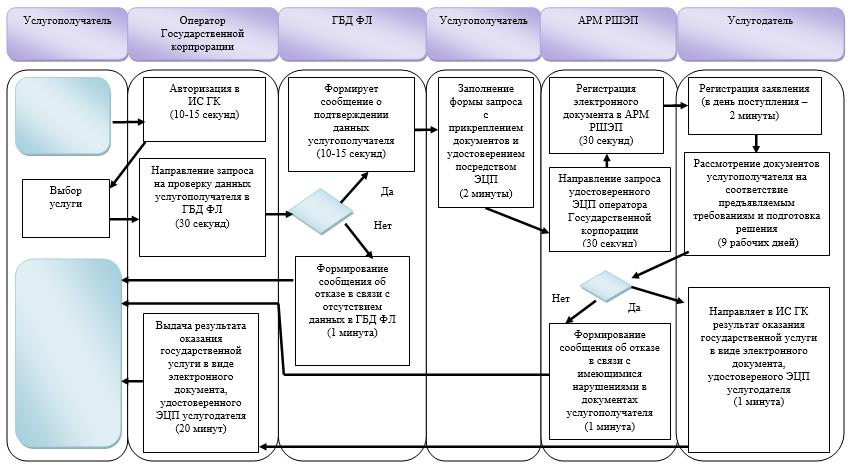 Услугополучатель
Оператор
Государственной
корпрорации
ГБД ФЛ
Услугополучатель
АРМ РШЭП
Услугодатель
Авторизация в
ИС ГК
(10-15 секунд)
Выбор
услуги
Направление запроса
на проверку данных
услугополучателя в
ГБД ФЛ
(30 секунд)
Формирует
сообщение о
подтверждении
данных
услугополучателя
(10-15 секунд)
Да
Нет
Формирование
сообщения об
отказе в связи с
отсутствием
данных в ГБД ФЛ
(1 минута)
Заполнение
формы запроса
с
прикреплением
документов и
удостоверением
посредством
ЭЦП
(2 минуты)
Направление запроса
удостоверенного
ЭЦП оператора
Государственной
корпорации
(30 секунд)
Регистрация
электронного
документа в АРМ
РШЭП
(30 секунд)
Регистрация заявления
(в день поступления –
2 минуты)
Рассмотрение документов
услугополучателя на
соответствие
предъявляемым
требованиям и подготовка
решения
(9 рабочих дней)
Нет
Да
Формирование
сообщения об отказе
в связи с
имеющимися
нарушениями в
документах
услугополучателя
(1 минута)
Направляет в ИС ГК
результат оказания
государственной услуги
в виде электронного
документа,
удостовереного ЭЦП
услугодателя
(1 минута)
Выдача результата
оказания
государственной
услуги в виде
электронного
документа,
удостоверенного
ЭЦП услугодателя
(20 минут)